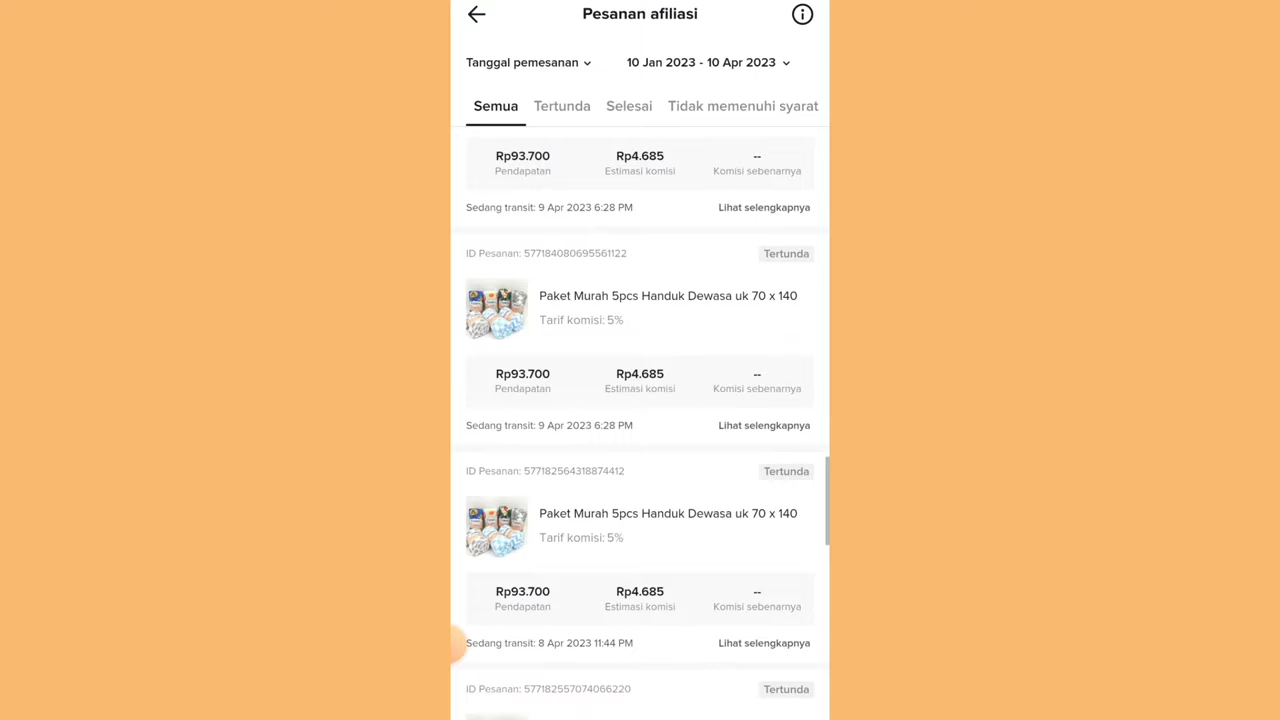 Pesanan afiliasi
Tanggal pemesanan 10 Jan 2023 - 10 Apr 2023
Semua Tertunda Selesai Tidak memenuhi syarat
Rp93.700 Rp4.685 --
Pendapatan Estimasi komisi Komisi sebenarnya
Sedang transit: 9 Apr 2023 6:28 PM Lihat selengkapnya
ID Pesanan: 577184080695561122 Tertunda
Paket Murah 5pcs Handuk Dewasa uk 70 x 140
Tarif komisi: 5%
Rp93.700 Rp4.685 --
Pendapatan Estimasi komisi Komisi sebenarnya
Sedang transit: 9 Apr 2023 6:28 PM Lihat selengkapnya
ID Pesanan: 577182564318874412 Tertunda
Paket Murah 5pcs Handuk Dewasa uk 70 x 140
Tarif komisi: 5%
Rp93.700 Rp4.685 --
Pendapatan Estimasi komisi Komisi sebenarnya
Sedang transit: 8 Apr 2023 11:44 PM Lihat selengkapnya
ID Pesanan: 577182557074066220 Tertunda